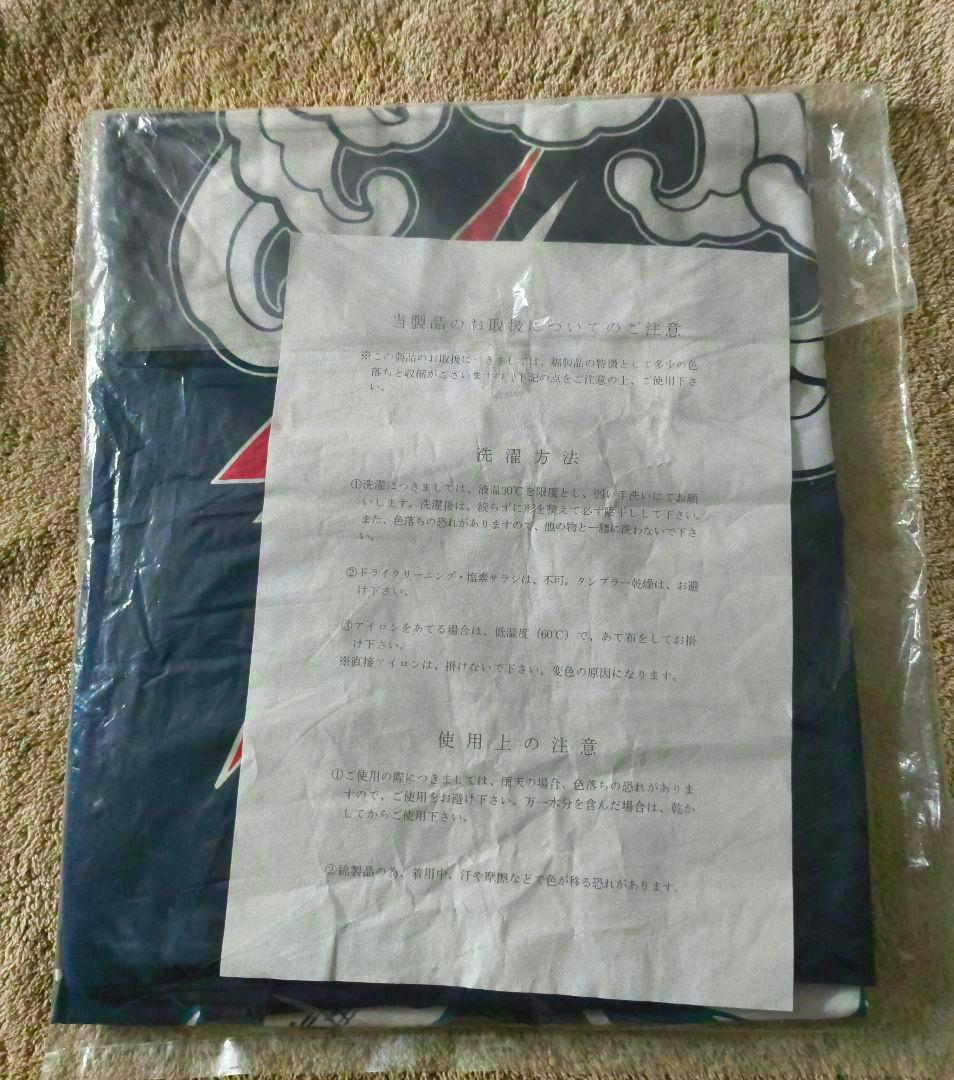 当製品のお取扱についてのご注意
※この製品のお取扱につきましては、綿製品の特徴として多少の色
落ちと収縮がございますの　下記の点をご注意の上、ご使用下さ
い。
洗濯方法
①洗濯につきましては、液温30℃を限度とし、弱い手洗いにてお願
いします。洗濯後は、絞らずに形を整えて必ず陰干しして下さい。
また、色落ちの恐れがありますので、他の物と一緒に洗わないで下さ
い。
②ドライクリーニング・塩素サラシは、不可。タンブラー乾燥は、お避
け下さい。
③アイロンをあてる場合は、低温度（60℃）で、あて布をしてお掛
け下さい。
※直接アイロンは、掛けないで下さい。変色の原因になります。
使用上の注意
①ご使用の際につきましては、雨天の場合、色落ちの恐れがありま
すので、ご使用をお避け下さい。万一水分を含んだ場合は、乾か
してからご使用下さい。
②綿製品の為、着用中、汗や摩擦などで色が移る恐れがあります。